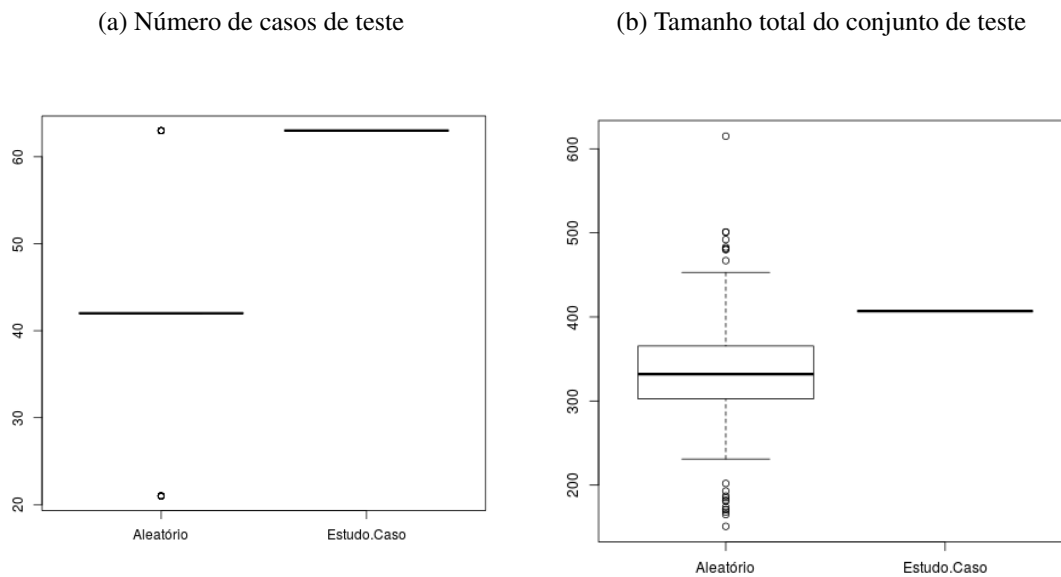 (a) Número de casos de teste
(b) Tamanho total do conjunto de teste
60
50
40
30
20
Aleatório
Estudo.Caso
600
500
400
300
200
Aleatório
Estudo.Caso